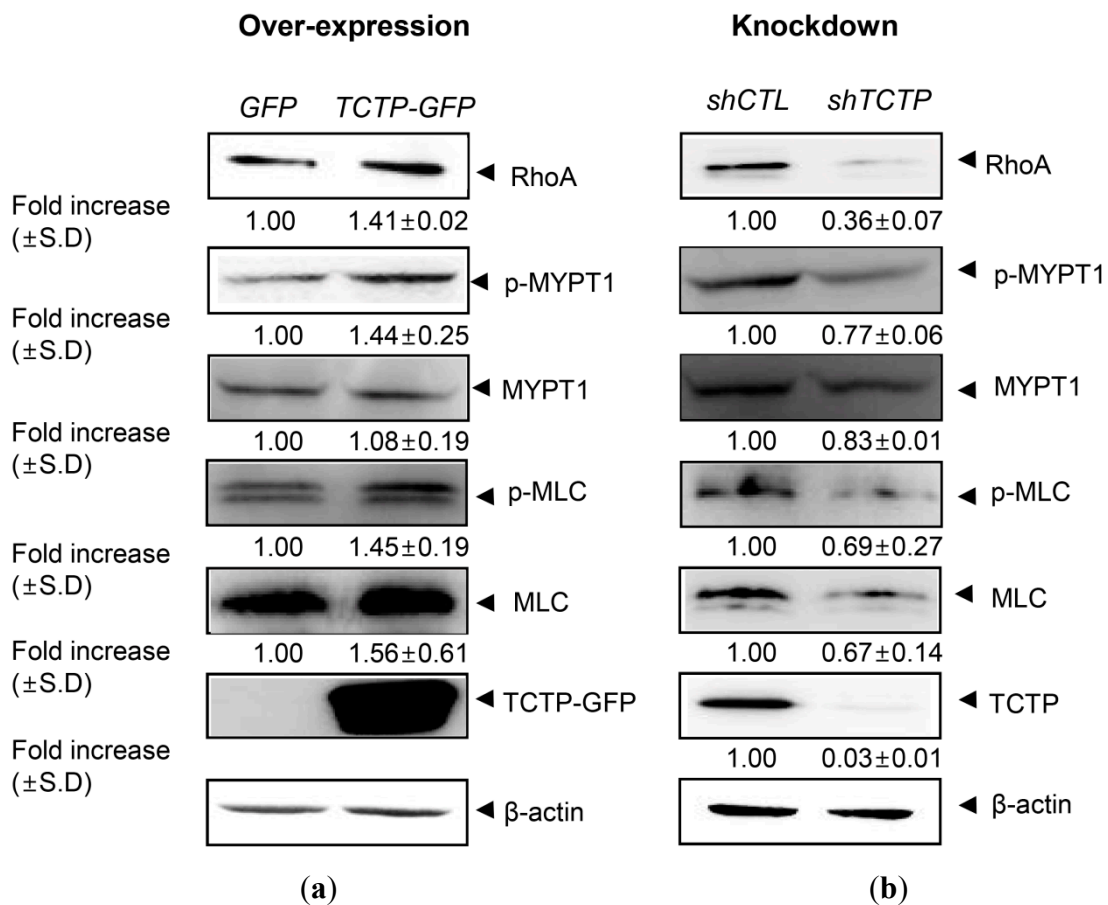 Over-expression Knockdown
GFP TCTP-GFP shCTL shTCTP
RhoA RhoA
Fold increase
(±S.D)
1.00 1.41±0.02 1.00 0.36±0.07
p-MYPT1 p-MYPT1
Fold increase
(±S.D)
1.00 1.44±0.25 1.00 0.77±0.06
MYPT1 MYPT1
Fold increase
(±S.D)
1.00 1.08±0.19 1.00 0.83±0.01
p-MLC p-MLC
Fold increase
(±S.D)
1.00 1.45±0.19 1.00 0.69±0.27
MLC MLC
Fold increase
(±S.D)
1.00 1.56±0.61 1.00 0.67±0.14
TCTP-GFP TCTP
Fold increase
(±S.D)
1.00 0.03±0.01
β-actin β-actin
(a) (b)